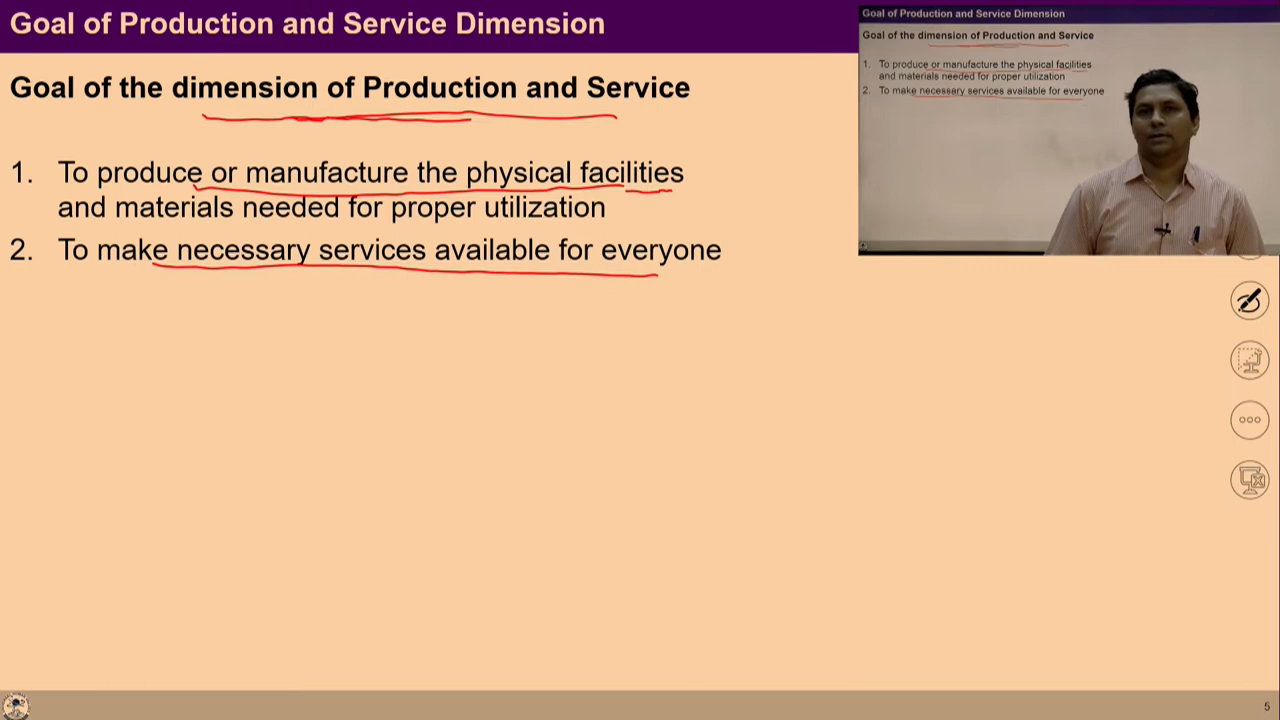 Goal of Production and Service Dimension
Goal of the dimension of Production and Service
1. To produce or manufacture the physical facilities
and materials needed for proper utilization
2. To make necessary services available for everyone
Goal of Production and Service Dimension
Goal of the dimension of Production and Service
1. To produce or manufacture the physical facilities
and materials needed for proper utilization
2. To make necessary services available for everyone
5